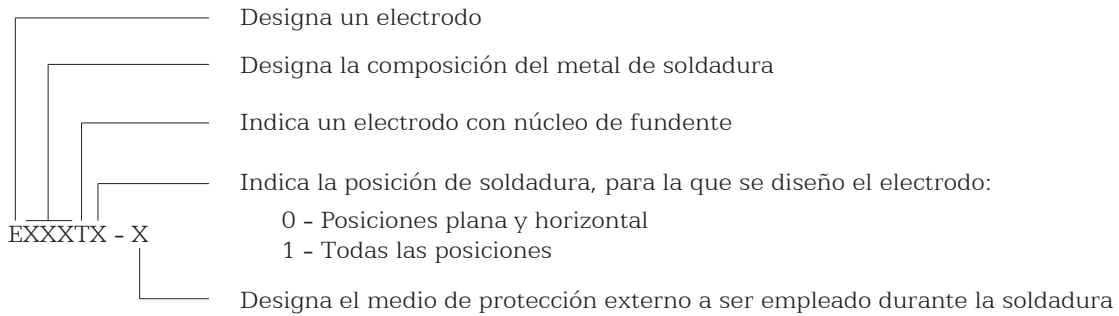 Designa un electrodo
Designa la composición del metal de soldadura
Indica un electrodo con núcleo de fundente
Indica la posición de soldadura, para la que se diseño el electrodo:
0 – Posiciones plana y horizontal
EXXXTX – X
1 – Todas las posiciones
Designa el medio de protección externo a ser empleado durante la soldadura